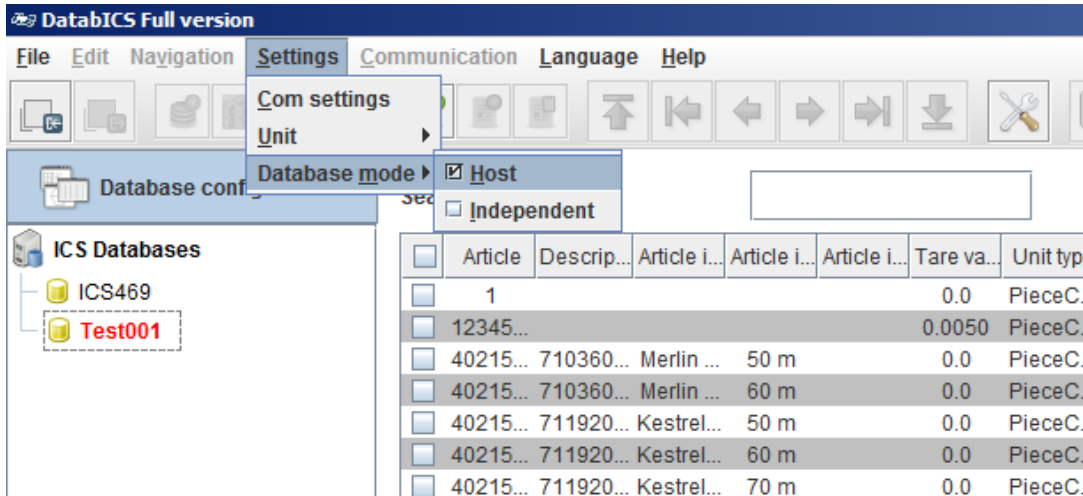 DatabICS Full version
File Edit Navigation Settings Communication Language Help
Com settings
Unit
Database mode
Host
Independent
Database conf
ICS Databases
ICS469
Test001
Article Descrip... Article i... Article i... Article i... Tare va... Unit typ
1 0.0 PieceC.
12345... 0.0050 PieceC.
40215... 710360... Merlin ... 50 m 0.0 PieceC.
40215... 710360... Merlin ... 60 m 0.0 PieceC.
40215... 711920... Kestrel... 50 m 0.0 PieceC.
40215... 711920... Kestrel... 60 m 0.0 PieceC.
40215... 711920... Kestrel... 70 m 0.0 PieceC.